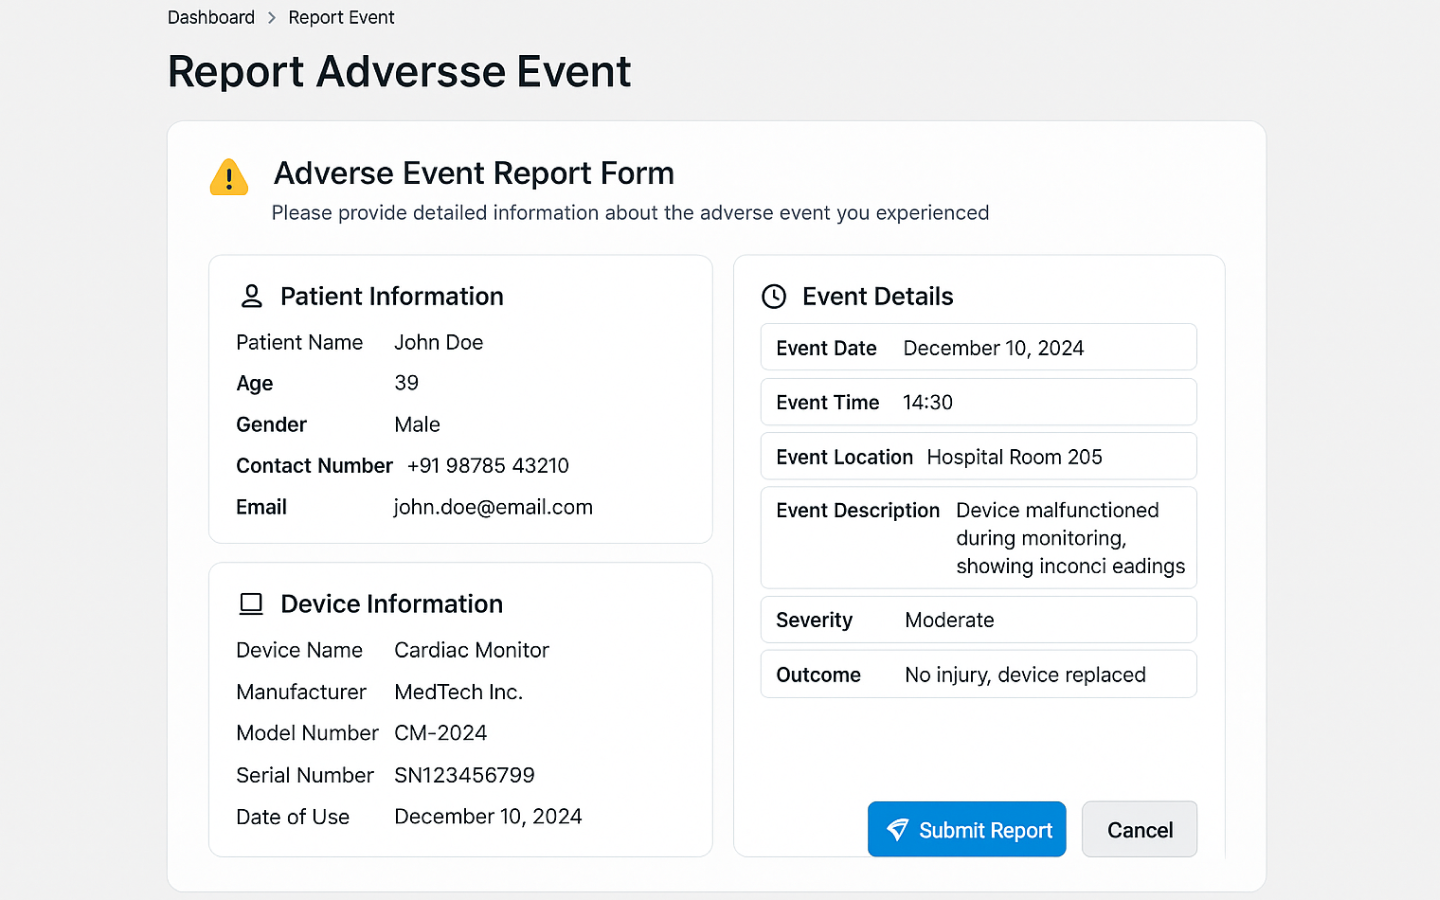 Dashboard > Report Event
Report Adversse Event
Adverse Event Report Form
Please provide detailed information about the adverse event you experienced
Patient Information
Patient Name John Doe
Age 39
Gender Male
Contact Number +91 98785 43210
Email john.doe@email.com
Device Information
Device Name Cardiac Monitor
Manufacturer MedTech Inc.
Model Number CM-2024
Serial Number SN123456799
Date of Use December 10, 2024
Event Details
Event Date December 10, 2024
Event Time 14:30
Event Location Hospital Room 205
Event Description Device malfunctioned
during monitoring,
showing inconci eadings
Severity Moderate
Outcome No injury, device replaced
Submit Report
Cancel